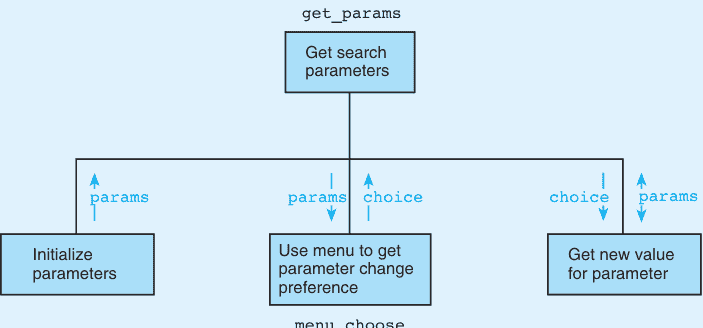 get_params
Get search
parameters
params
params
choice
choice
params
Initialize
parameters
Use menu to get
parameter change
preference
Get new value
for parameter
menu_choose